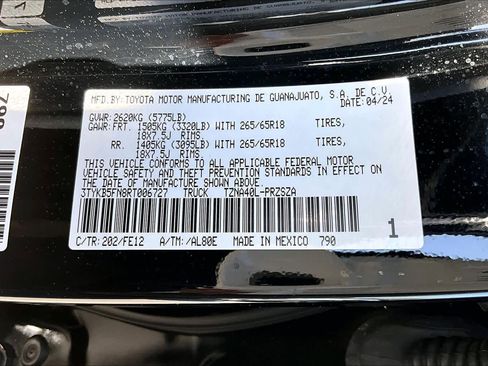 MFD.BY:TOYOTA MOTOR MANUFACTURING DE GUANAJUATO, S.A. DE C.V.
DATE:04/24
GVWR: 2620KG (5775LB)
GAWR: FRT. 1505KG (3320LB) WITH 265/65R18 TIRES,
18X7.5J RIMS.
RR. 1405KG (3095LB) WITH 265/65R18 TIRES,
18X7.5J RIMS.
THIS VEHICLE CONFORMS TO ALL APPLICABLE FEDERAL MOTOR
VEHICLE SAFETY AND THEFT PREVENTION STANDARDS IN EFFECT ON
THE DATE OF MANUFACTURE SHOWN ABOVE.
3TYKB5FN8RT006727 TRUCK TZNA40L-PRZSZA
1
C/TR:202/FE12 A/TM:/AL80E MADE IN MEXICO 790